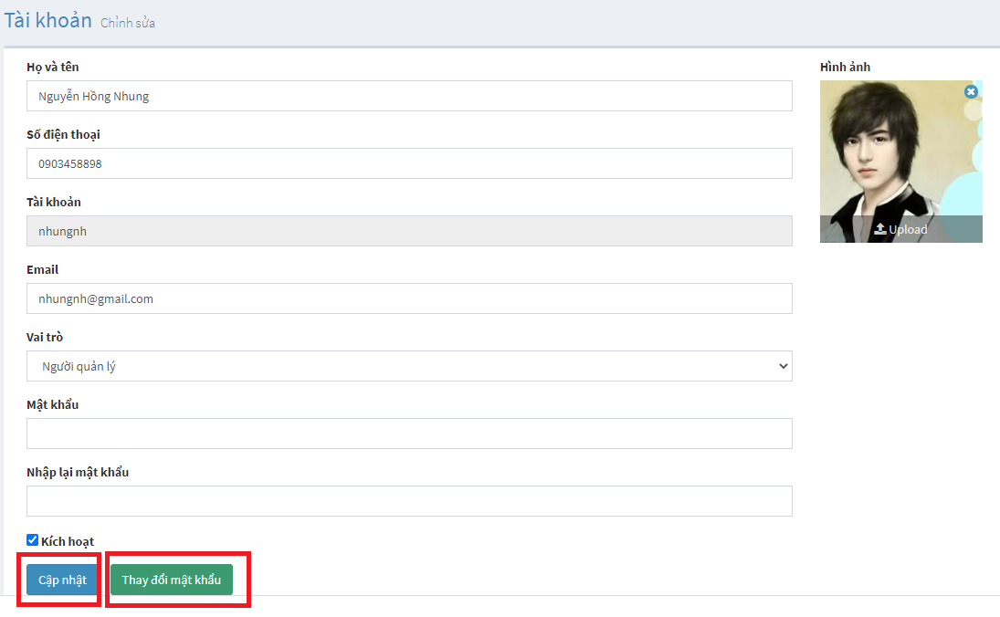 Tài khoản Chỉnh sửa
Họ và tên
Nguyễn Hồng Nhung
Số điện thoại
0903458898
Tài khoản
nhungnh
Email
nhungnh@gmail.com
Vai trò
Người quản lý
Mật khẩu
Nhập lại mật khẩu
Kích hoạt
Cập nhật Thay đổi mật khẩu
Hình ảnh
Upload